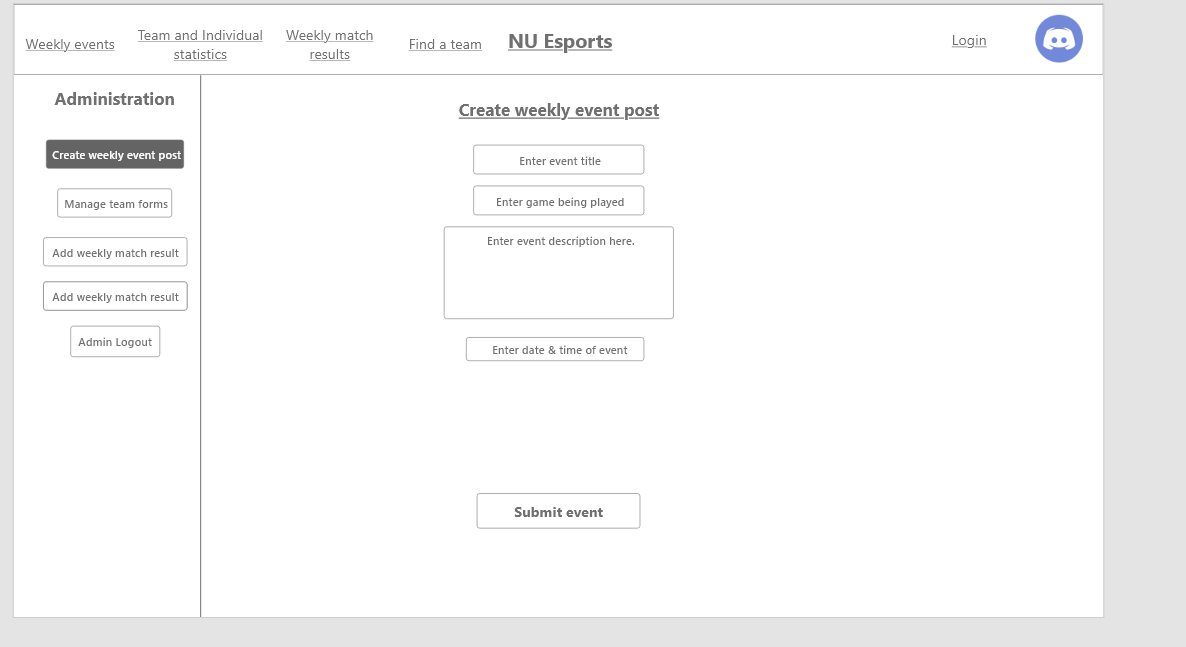 Weekly events
Team and Individual
statistics
Weekly match
results
Find a team
NU Esports
Login
Administration
Create weekly event post
Manage team forms
Add weekly match result
Add weekly match result
Admin Logout
Create weekly event post
Enter event title
Enter game being played
Enter event description here.
Enter date & time of event
Submit event